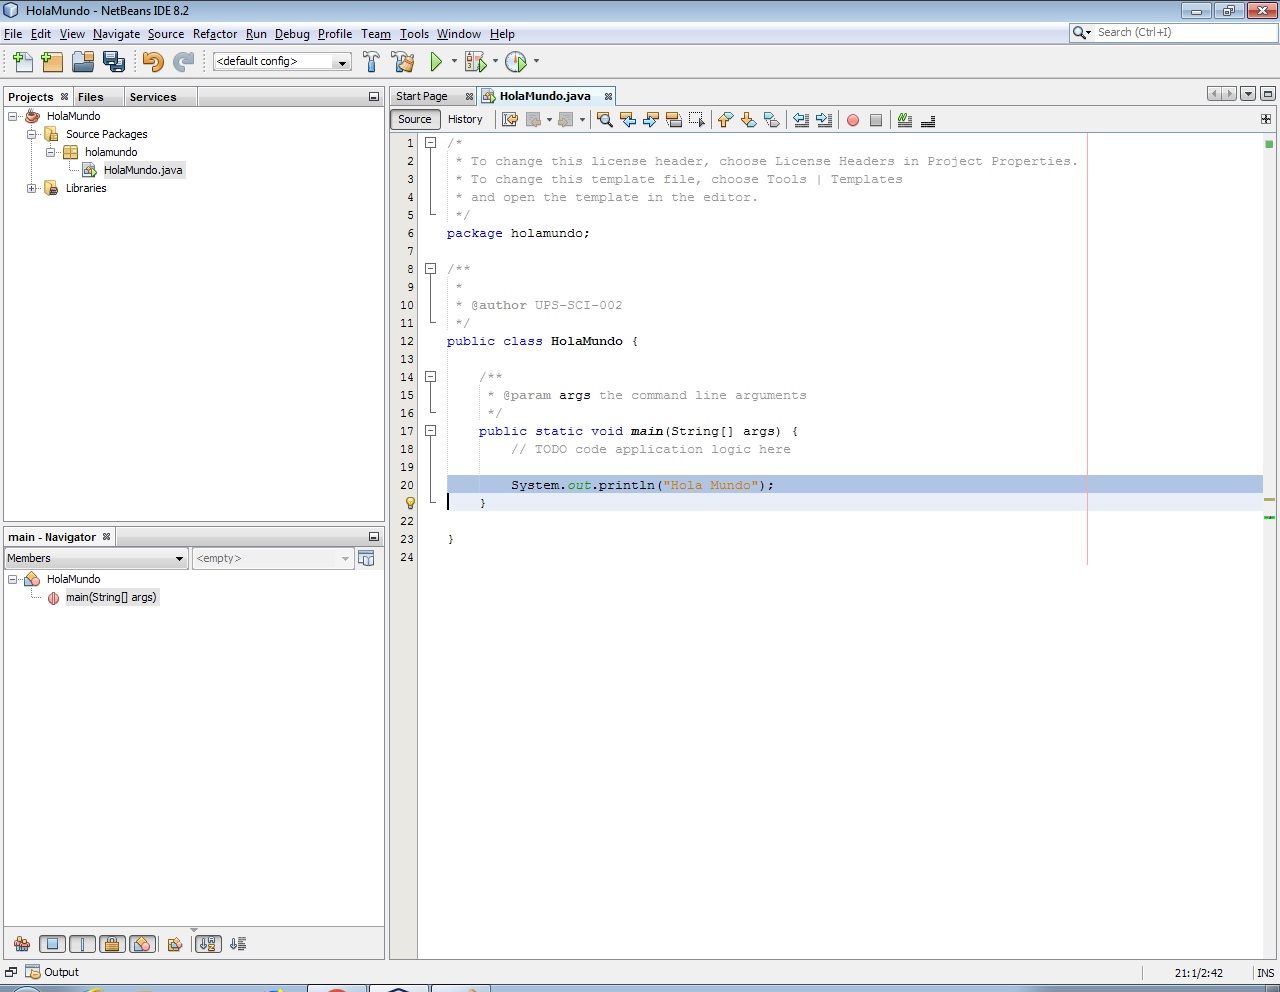 HolaMundo - NetBeans IDE 8.2
File Edit View Navigate Source Refactor Run Debug Profile Team Tools Window Help
Search (Ctrl+I)
<default config>
Projects Files Services
HolaMundo
Source Packages
holamundo
HolaMundo.java
Libraries
main - Navigator
Members <empty>
HolaMundo
main(String[] args)
Start Page HolaMundo.java
Source History
1 /*
2 * To change this license header, choose License Headers in Project Properties.
3 * To change this template file, choose Tools | Templates
4 * and open the template in the editor.
5 */
6 package holamundo;
7
8 /**
9 *
10 * @author UPS-SCI-002
11 */
12 public class HolaMundo {
13
14 /**
15 * @param args the command line arguments
16 */
17 public static void main(String[] args) {
18 // TODO code application logic here
19
20 System.out.println("Hola Mundo");
}
22
23 }
24
Output
21:1/2:42 INS